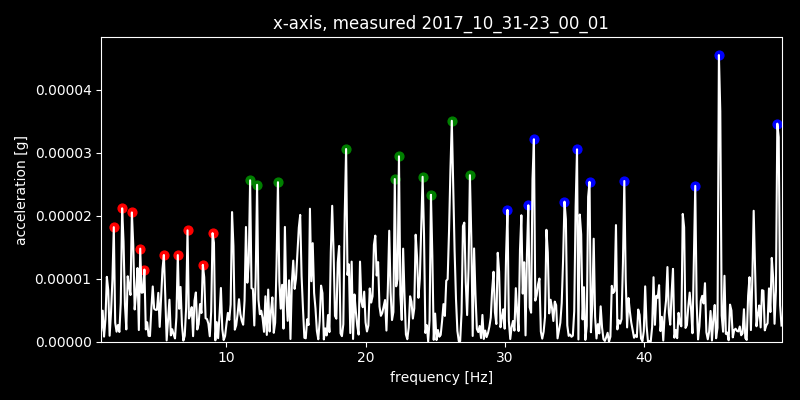 x-axis, measured 2017_10_31-23_00_01
acceleration [g]
0.00004
0.00003
0.00002
0.00001
0.00000
10 20 30 40
frequency [Hz]